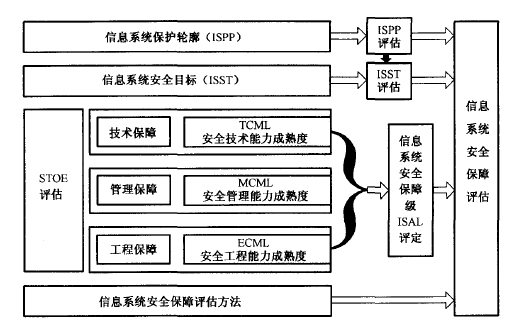 信息系统保护轮廓（ISPP）
ISPP
评估
信息系统安全目标（ISST）
ISST
评估
STOE
评估
技术保障
TCML
安全技术能力成熟度
管理保障
MCML
安全管理能力成熟度
工程保障
ECML
安全工程能力成熟度
信息
系统
安全
保障
级
ISAL
评定
信息系统安全保障评估方法
信
息
系
统
安
全
保
障
评
估